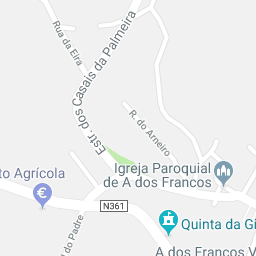 Rua da Eira
Estr. dos Casais da Palmeira
R. do Arneiro
Igreja Paroquial
de A dos Francos
to Agrícola
N361
Quinta da Gi
l do Padre
A dos Francos V